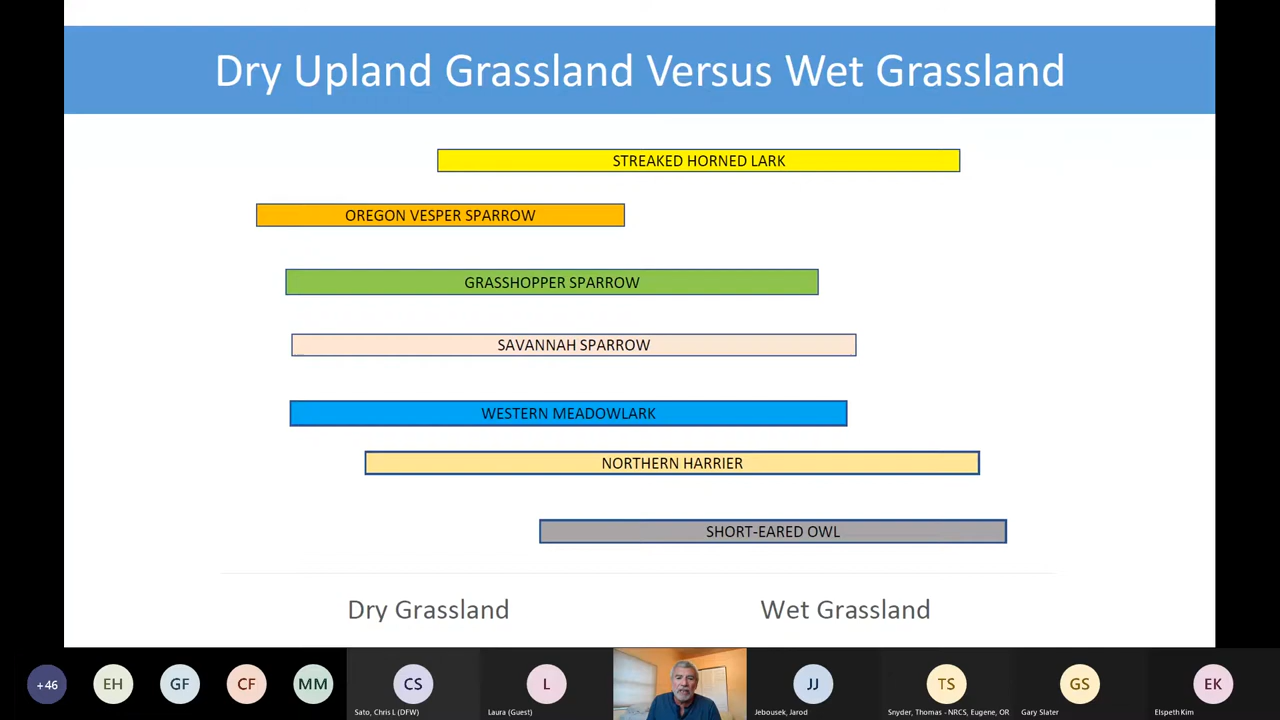 Dry Upland Grassland Versus Wet Grassland
STREAKED HORNED LARK
OREGON VESPER SPARROW
GRASSHOPPER SPARROW
SAVANNAH SPARROW
WESTERN MEADOWLARK
NORTHERN HARRIER
SHORT-EARED OWL
Dry Grassland
Wet Grassland
+46
EH
GF
CF
MM
CS
L
JJ
TS
GS
EK
Sato, Chris L (DFW)
Laura (Guest)
Jebousek, Jarod
Snyder, Thomas - NRCS, Eugene, OR
Gary Slater
Elspeth Kim